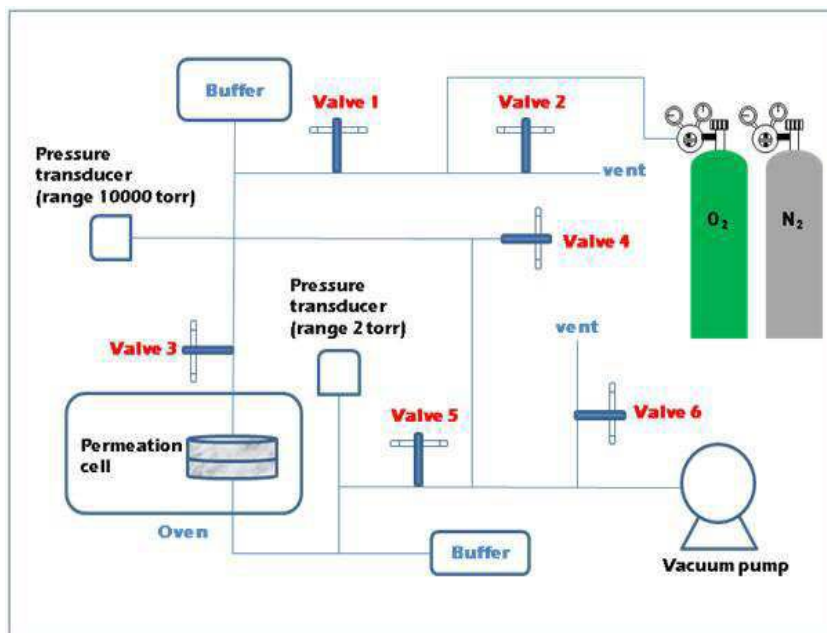 Buffer
Valve 1
Valve 2
Pressure
transducer
(range 10000 torr)
vent
O2
N2
Valve 4
Pressure
transducer
(range 2 torr)
vent
Valve 3
Valve 5
Valve 6
Permeation
cell
Oven
Buffer
Vacuum pump